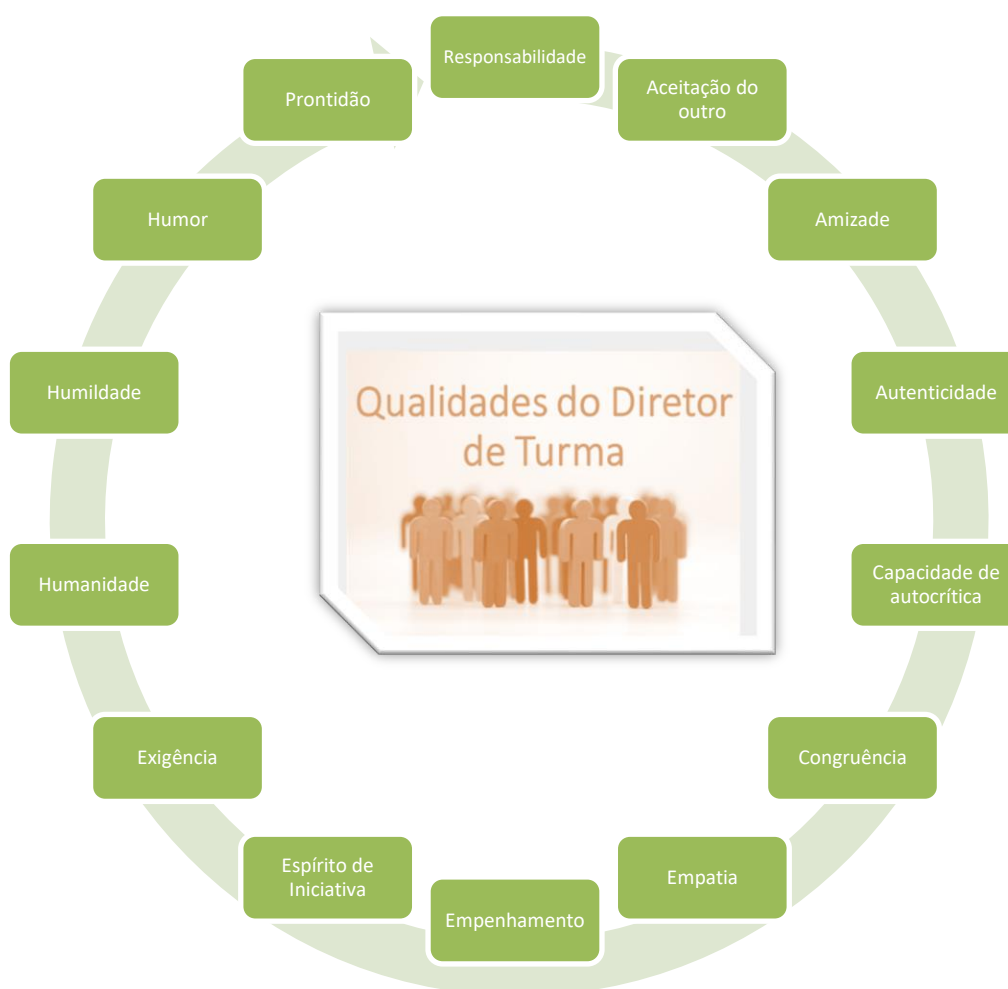 Responsabilidade
Aceitação do
outro
Amizade
Autenticidade
Capacidade de
autocrítica
Congruência
Empatia
Empenhamento
Espírito de
Iniciativa
Exigência
Humanidade
Humildade
Humor
Prontidão
Qualidades do Diretor
de Turma